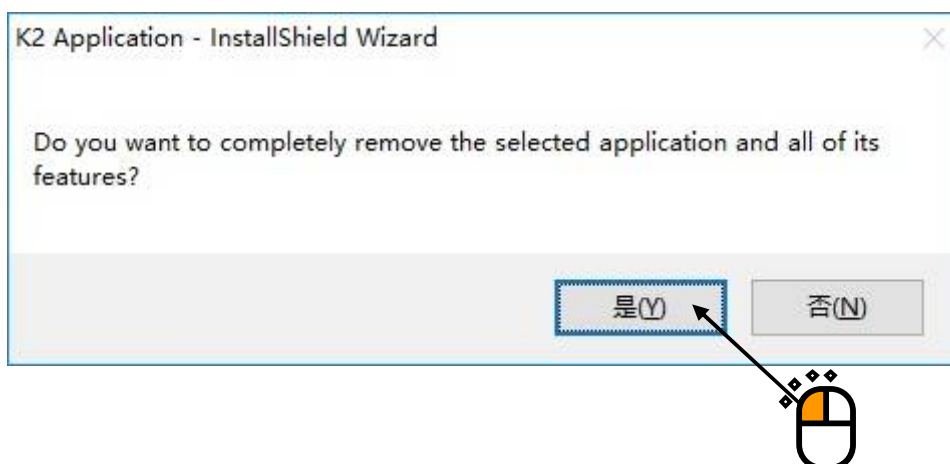 K2 Application - InstallShield Wizard
Do you want to completely remove the selected application and all of its
features?
是(Y)
否(N)